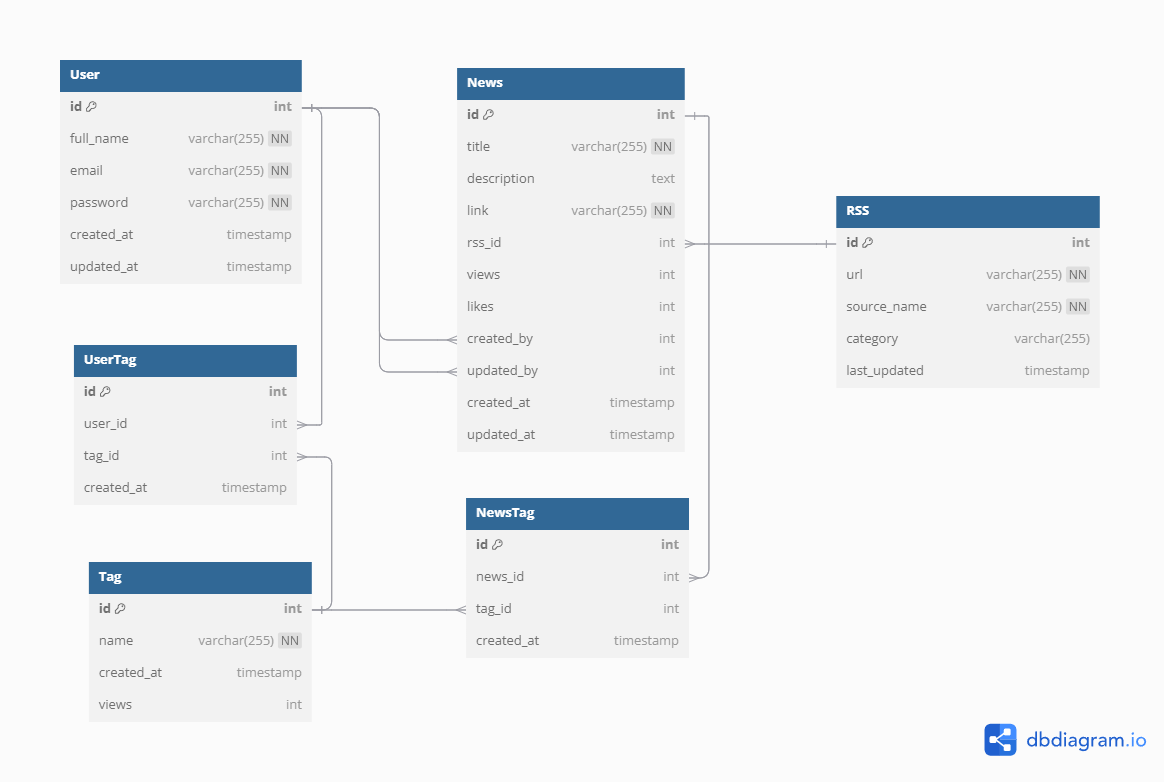 User
id int
full_name varchar(255) NN
email varchar(255) NN
password varchar(255) NN
created_at timestamp
updated_at timestamp
UserTag
id int
user_id int
tag_id int
created_at timestamp
Tag
id int
name varchar(255) NN
created_at timestamp
views int
News
id int
title varchar(255) NN
description text
link varchar(255) NN
rss_id int
views int
likes int
created_by int
updated_by int
created_at timestamp
updated_at timestamp
NewsTag
id int
news_id int
tag_id int
created_at timestamp
RSS
id int
url varchar(255) NN
source_name varchar(255) NN
category varchar(255)
last_updated timestamp
dbdiagram.io